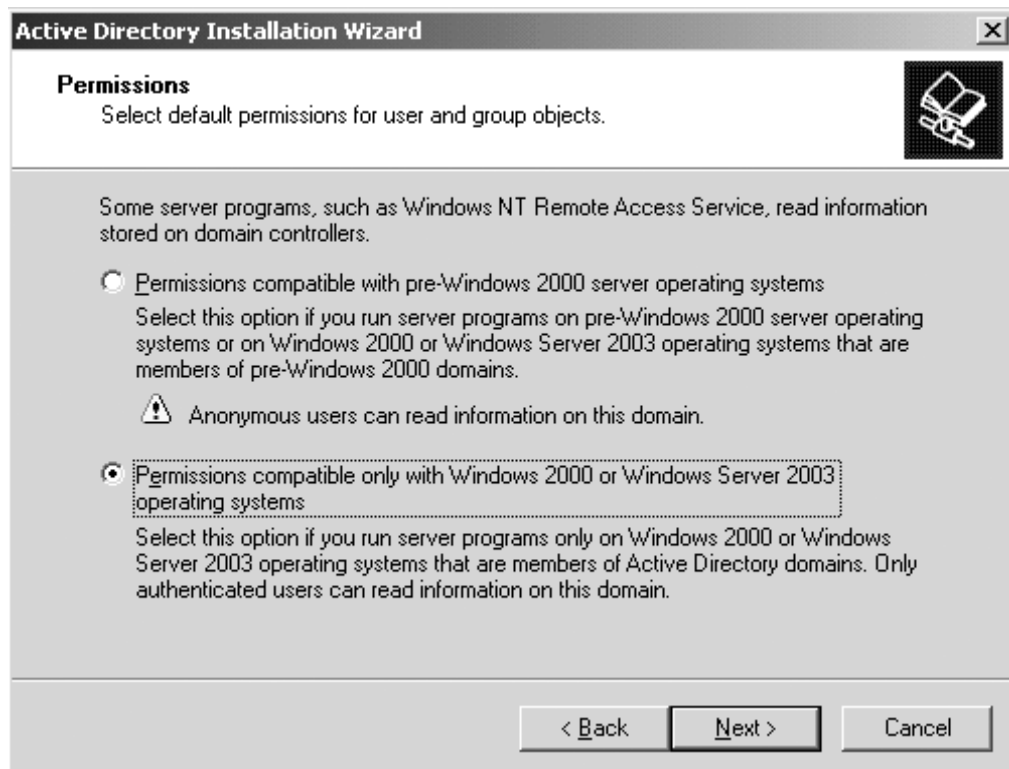 Active Directory Installation Wizard
Permissions
Select default permissions for user and group objects.
Some server programs, such as Windows NT Remote Access Service, read information
stored on domain controllers.
Permissions compatible with pre-Windows 2000 server operating systems
Select this option if you run server programs on pre-Windows 2000 server operating
systems or on Windows 2000 or Windows Server 2003 operating systems that are
members of pre-Windows 2000 domains.
Anonymous users can read information on this domain.
Permissions compatible only with Windows 2000 or Windows Server 2003
operating systems
Select this option if you run server programs only on Windows 2000 or Windows
Server 2003 operating systems that are members of Active Directory domains. Only
authenticated users can read information on this domain.
< Back Next > Cancel